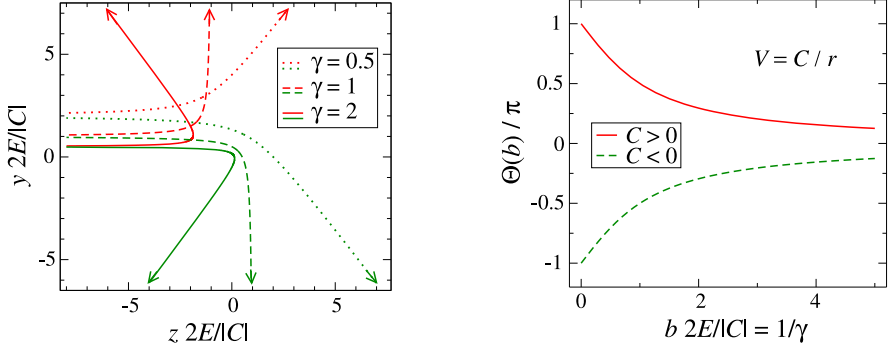 5
0
-5
y 2E/|C|
-5
0
5
z 2E/|C|
γ = 0.5
γ = 1
γ = 2
1
0.5
0
-0.5
-1
Θ(b) / π
V = C / r
C > 0
C < 0
0
2
4
b 2E/|C| = 1/γ